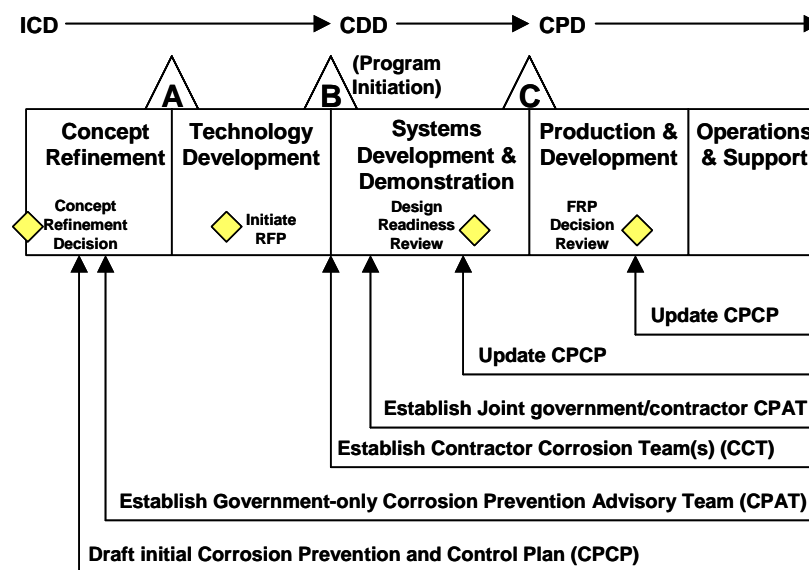 ICD CDD CPD
(Program
Initiation)
A B C
Concept
Refinement
Technology
Development
Systems
Development &
Demonstration
Production &
Development
Operations
& Support
Concept
Refinement
Decision
Initiate
RFP
Design
Readiness
Review
FRP
Decision
Review
Update CPCP
Update CPCP
Establish Joint government/contractor CPAT
Establish Contractor Corrosion Team(s) (CCT)
Establish Government-only Corrosion Prevention Advisory Team (CPAT)
Draft initial Corrosion Prevention and Control Plan (CPCP)